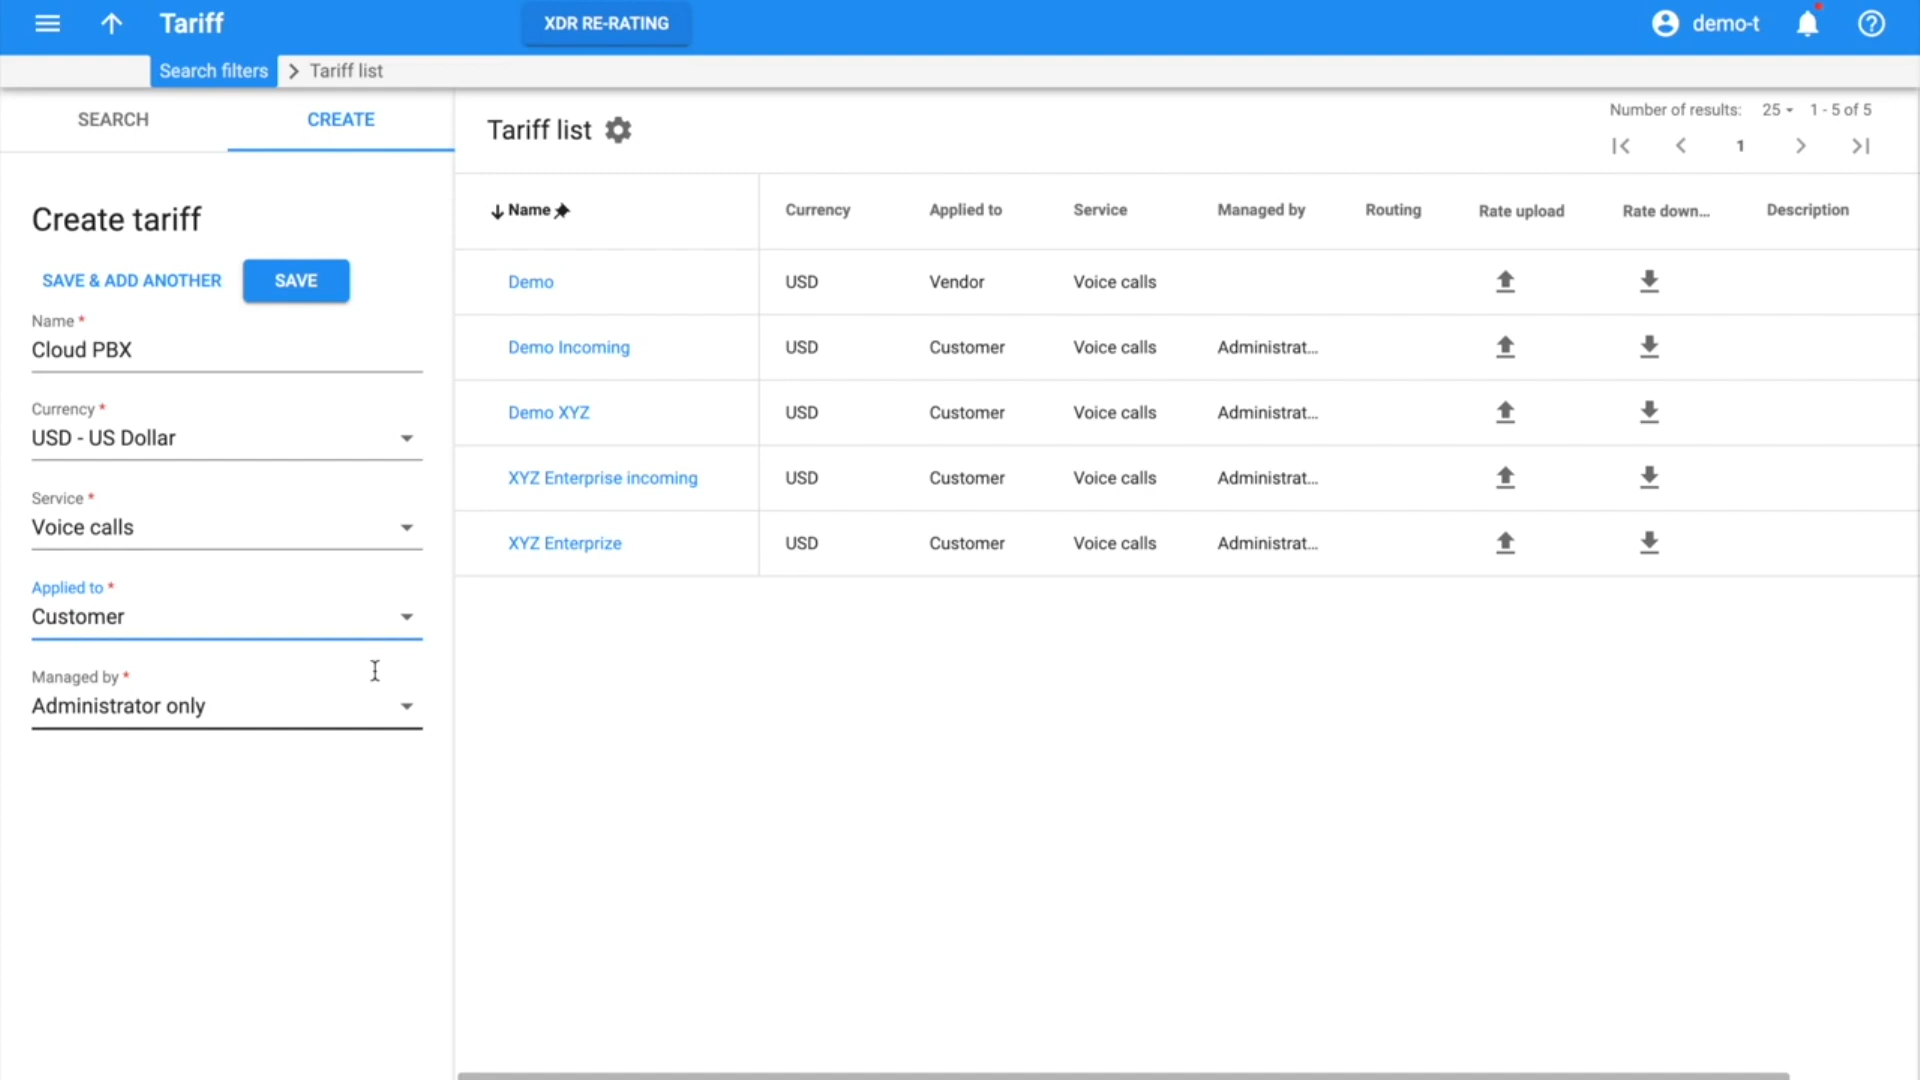 Tariff
XDR RE-RATING
demo-t
Search filters
Tariff list
SEARCH
CREATE
Create tariff
SAVE & ADD ANOTHER
SAVE
Name *
Cloud PBX
Currency *
USD - US Dollar
Service *
Voice calls
Applied to *
Customer
Managed by *
Administrator only
Tariff list
Number of results: 25 1 - 5 of 5
1
Name Currency Applied to Service Managed by Routing Rate upload Rate down... Description
Demo USD Vendor Voice calls
Demo Incoming USD Customer Voice calls Administrat...
Demo XYZ USD Customer Voice calls Administrat...
XYZ Enterprise incoming USD Customer Voice calls Administrat...
XYZ Enterprize USD Customer Voice calls Administrat...